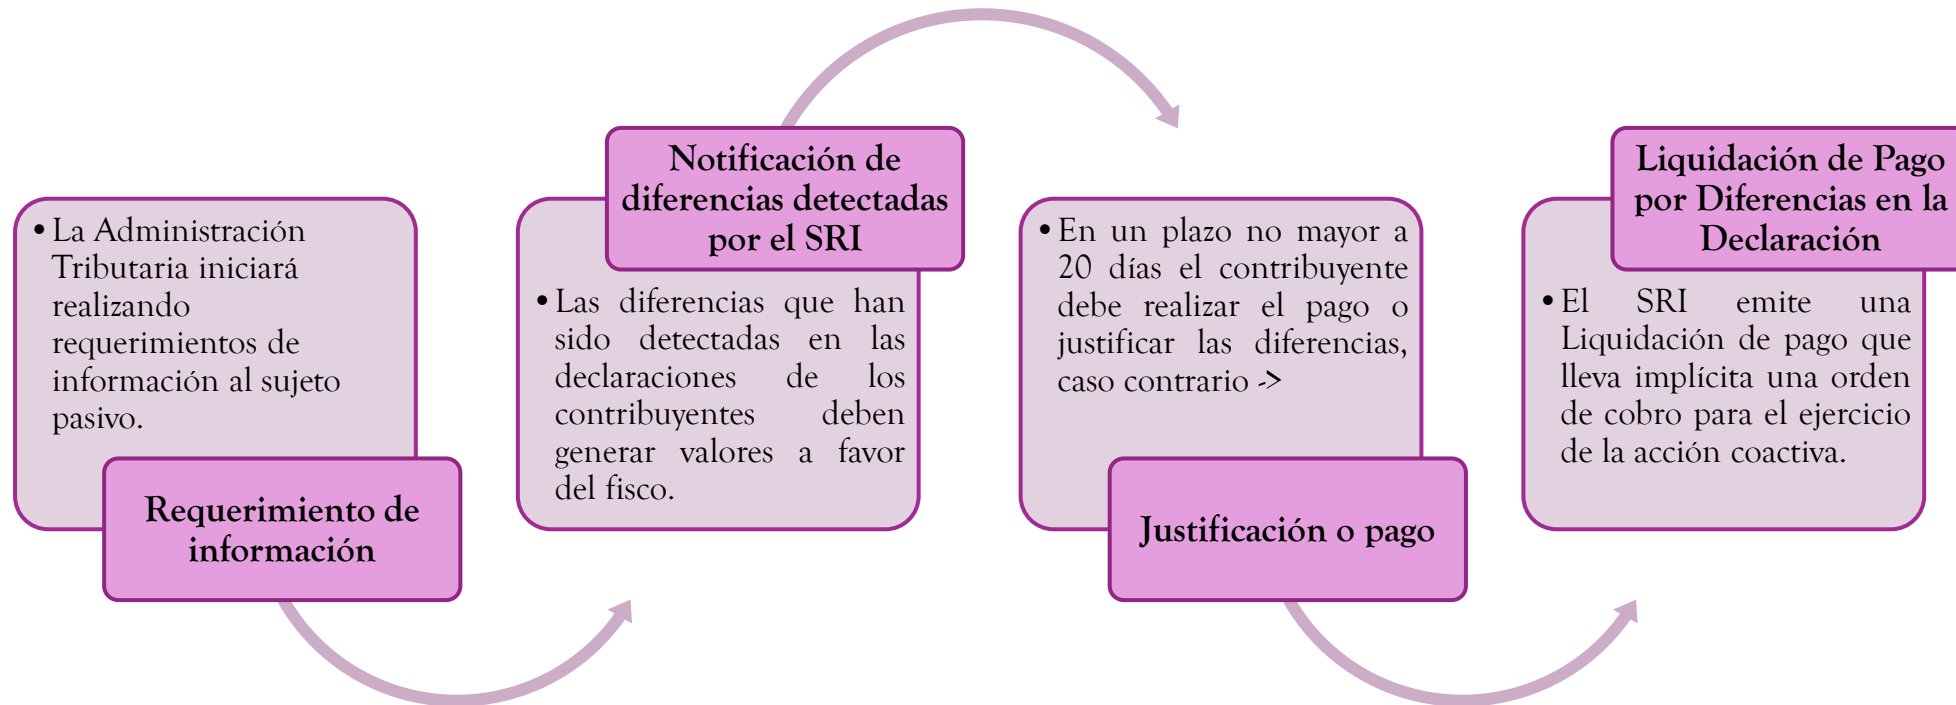 • La Administración
Tributaria iniciará
realizando
requerimientos de
información al sujeto
pasivo.
Requerimiento de
información
Notificación de
diferencias detectadas
por el SRI
• Las diferencias que han
sido detectadas en las
declaraciones de los
contribuyentes deben
generar valores a favor
del fisco.
• En un plazo no mayor a
20 días el contribuyente
debe realizar el pago o
justificar las diferencias,
caso contrario ->
Justificación o pago
Liquidación de Pago
por Diferencias en la
Declaración
• El SRI emite una
Liquidación de pago que
lleva implícita una orden
de cobro para el ejercicio
de la acción coactiva.